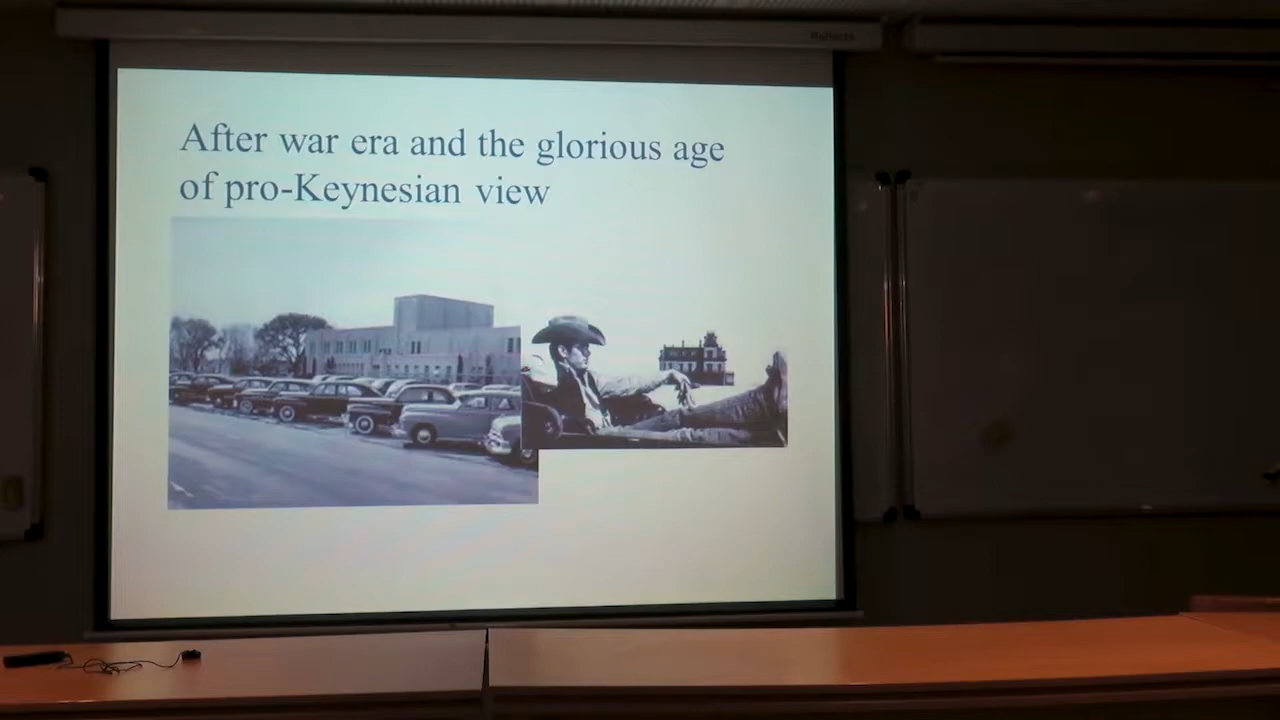 After war era and the glorious age
of pro-Keynesian view